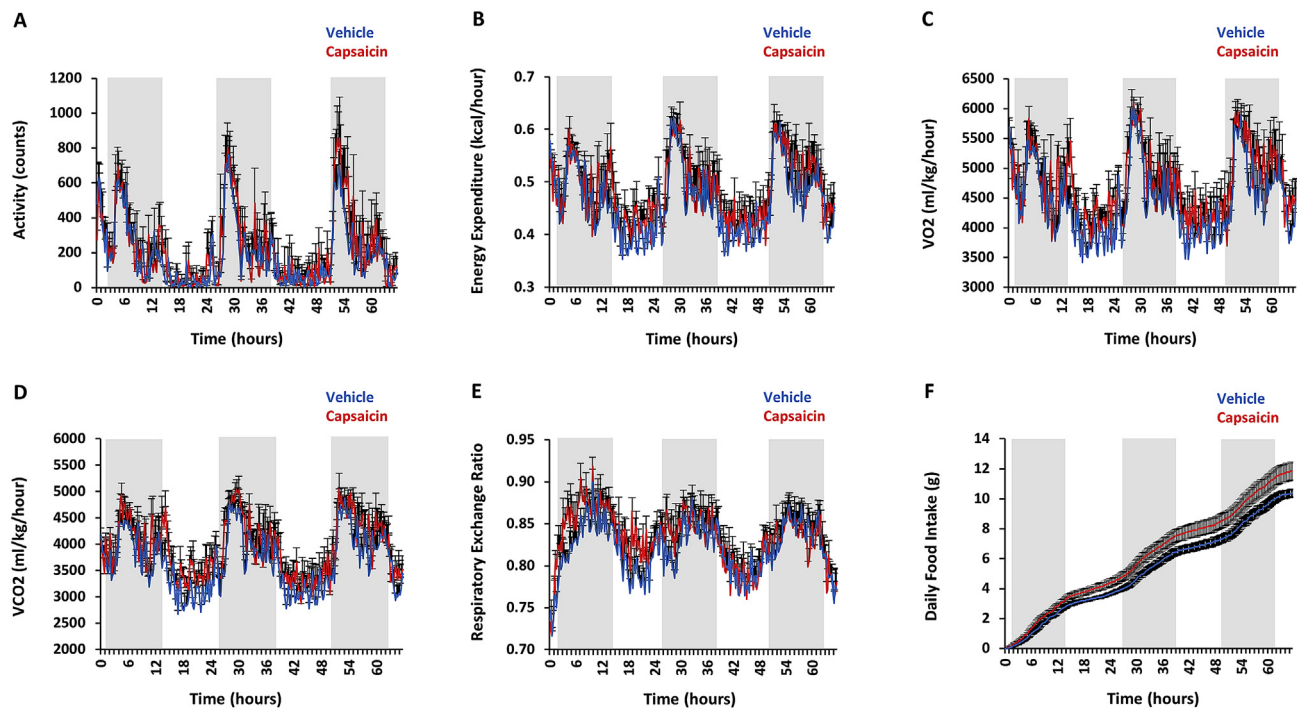 A
Vehicle
Capsaicin
Activity (counts)
1200
1000
800
600
400
200
0
0 6 12 18 24 30 36 42 48 54 60
Time (hours)
B
Vehicle
Capsaicin
Energy Expenditure (kcal/hour)
0.7
0.6
0.5
0.4
0.3
0 6 12 18 24 30 36 42 48 54 60
Time (hours)
C
Vehicle
Capsaicin
VO2 (ml/kg/hour)
6500
6000
5500
5000
4500
4000
3500
3000
0 6 12 18 24 30 36 42 48 54 60
Time (hours)
D
Vehicle
Capsaicin
VCO2 (ml/kg/hour)
6000
5500
5000
4500
4000
3500
3000
2500
2000
0 6 12 18 24 30 36 42 48 54 60
Time (hours)
E
Vehicle
Capsaicin
Respiratory Exchange Ratio
0.95
0.90
0.85
0.80
0.75
0.70
0 6 12 18 24 30 36 42 48 54 60
Time (hours)
F
Vehicle
Capsaicin
Daily Food Intake (g)
14
12
10
8
6
4
2
0
0 6 12 18 24 30 36 42 48 54 60
Time (hours)